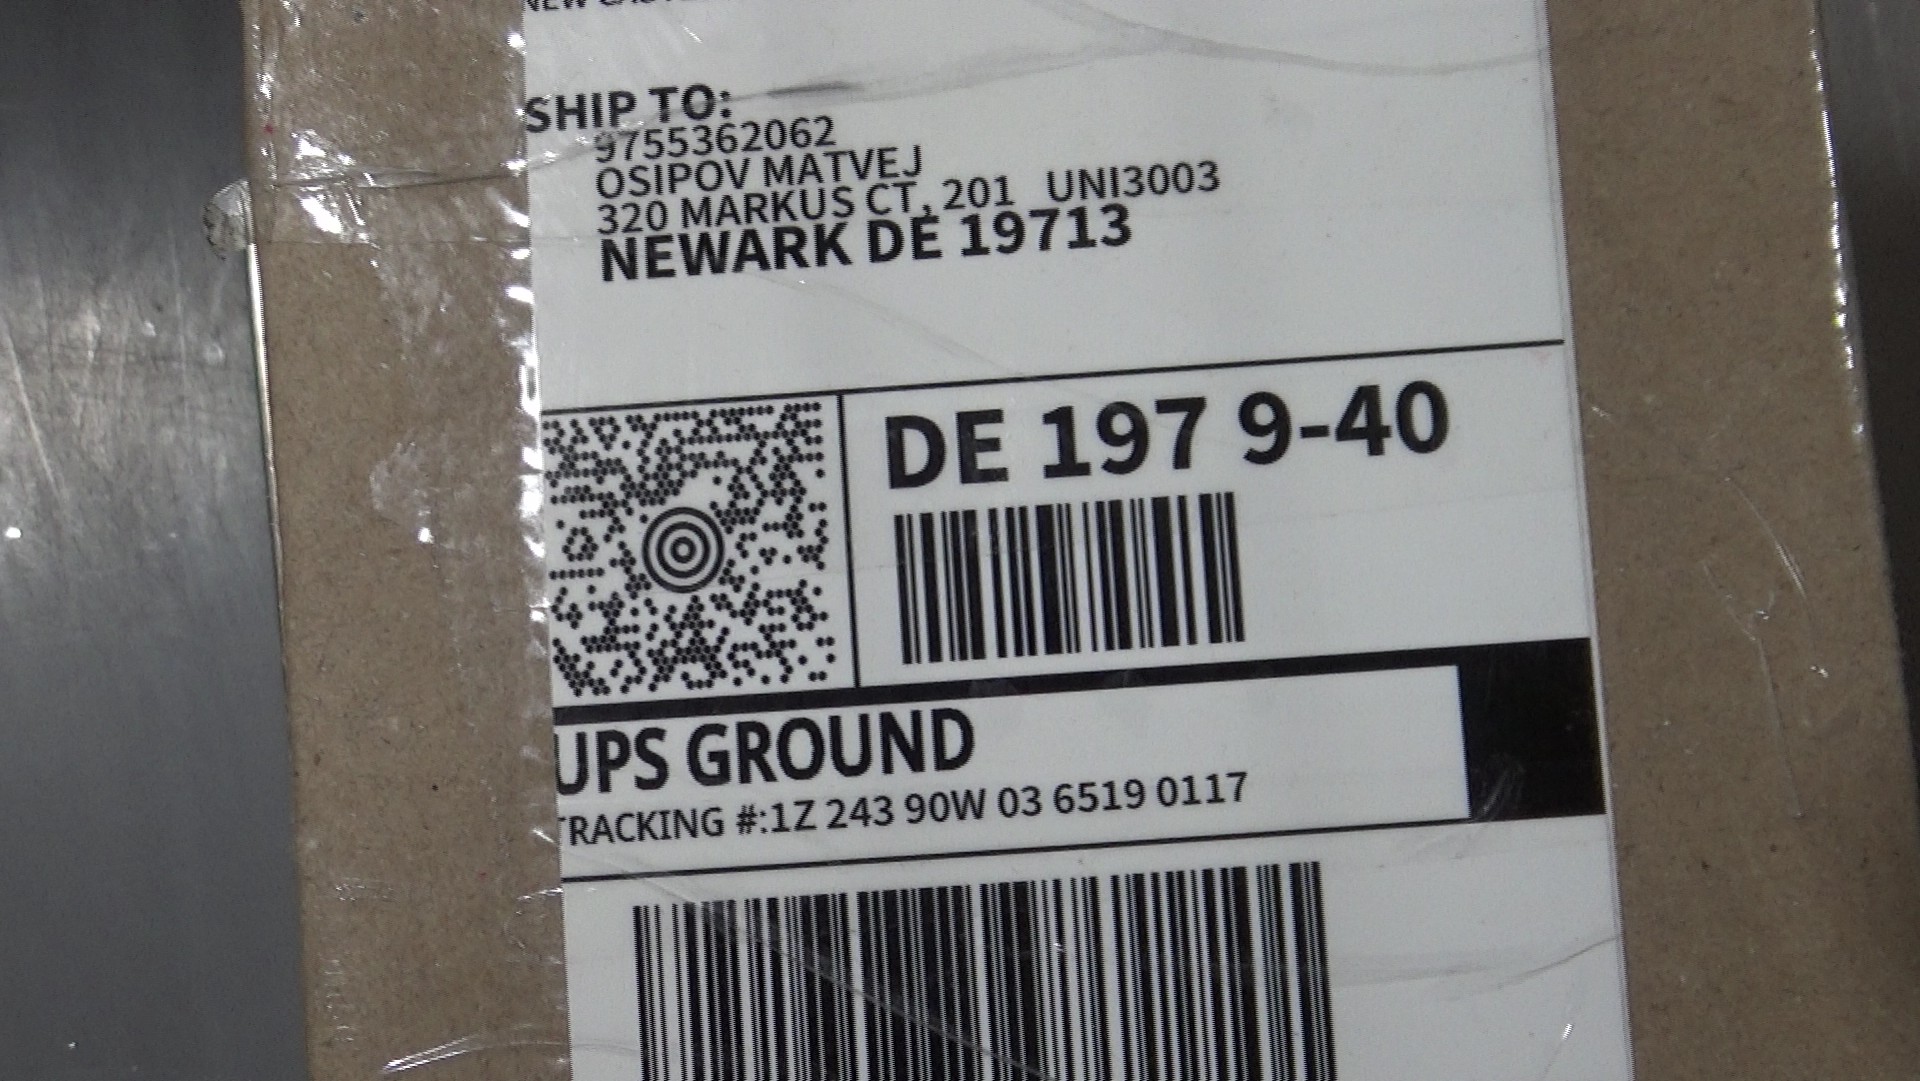 SHIP TO:
9755362062
OSIPOV MATVEJ
320 MARKUS CT, 201 UNI3003
NEWARK DE 19713
DE 197 9-40
UPS GROUND
TRACKING #:1Z 243 90W 03 6519 0117